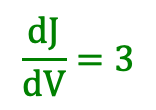 dJ/dV = 3